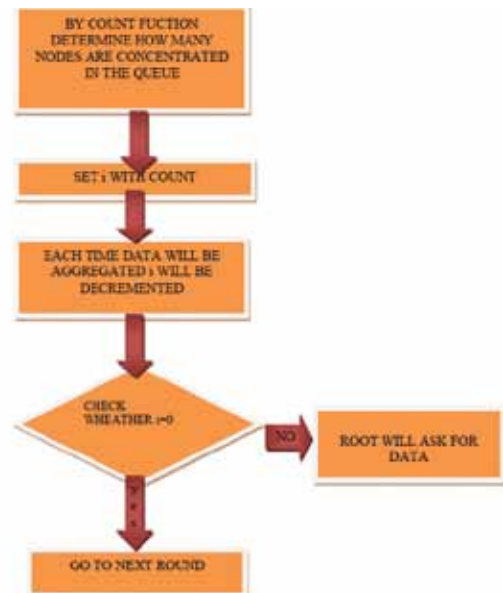 BY COUNT FUCTION
DETERMINE HOW MANY
NODES ARE CONCENTRATED
IN THE QUEUE
SET i WITH COUNT
EACH TIME DATA WILL BE
AGGREGATED i WILL BE
DECREMENTED
CHECK
WHEATHER i=0
NO
ROOT WILL ASK FOR
DATA
Y
e
s
GO TO NEXT ROUND